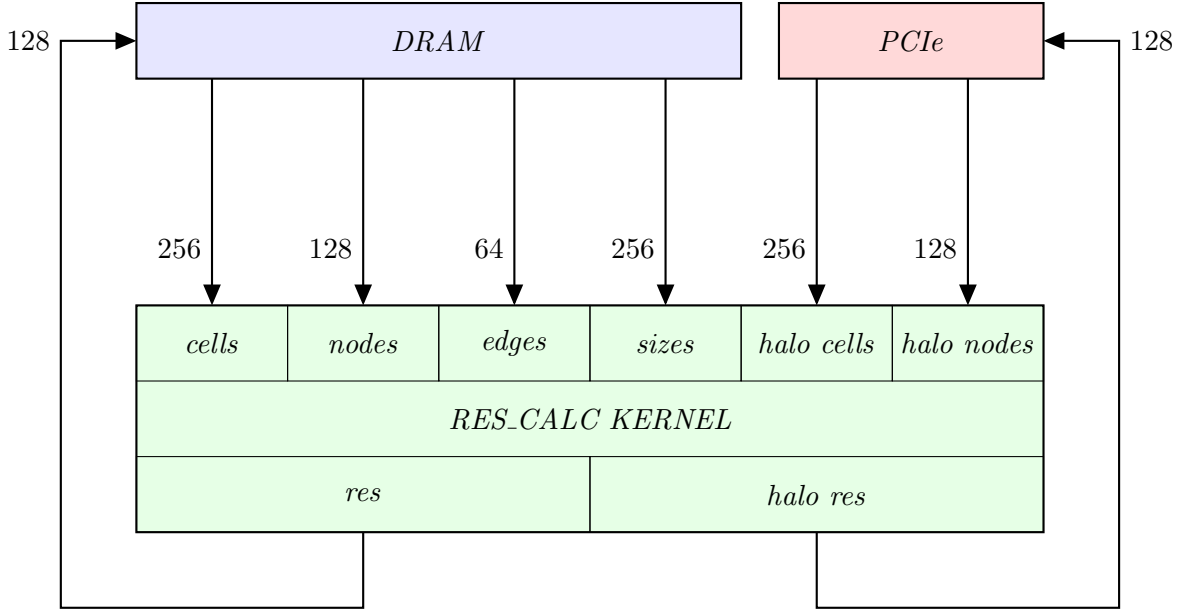 128
DRAM
PCIe
128
256
128
64
256
256
128
cells
nodes
edges
sizes
halo cells
halo nodes
RES_CALC KERNEL
res
halo res